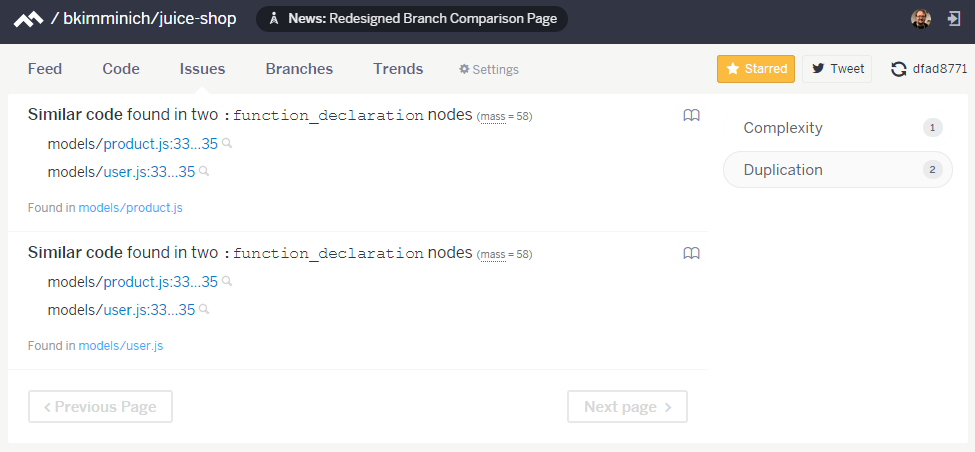 / bkimminich/juice-shop
News: Redesigned Branch Comparison Page
Feed Code Issues Branches Trends Settings
Starred Tweet dfad8771
Similar code found in two :function_declaration nodes (mass = 58)
models/product.js:33...35
models/user.js:33...35
Found in models/product.js
Similar code found in two :function_declaration nodes (mass = 58)
models/product.js:33...35
models/user.js:33...35
Found in models/user.js
‹ Previous Page
Next page ›
Complexity 1
Duplication 2